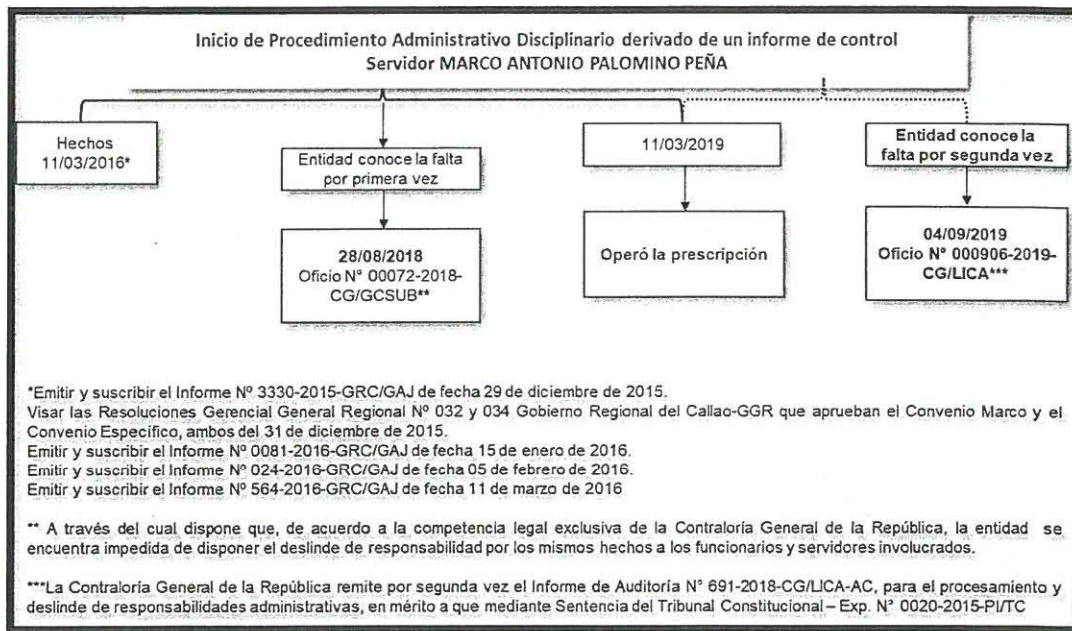 Inicio de Procedimiento Administrativo Disciplinario derivado de un informe de control
Servidor MARCO ANTONIO PALOMINO PEÑA
Hechos
11/03/2016*
Entidad conoce la falta
por primera vez
11/03/2019
Entidad conoce la
falta por segunda vez
28/08/2018
Oficio N° 00072-2018-
CG/GCSUB**
Operó la prescripción
04/09/2019
Oficio N° 000906-2019-
CG/LICA***
*Emitir y suscribir el Informe Nº 3330-2015-GRC/GAJ de fecha 29 de diciembre de 2015.
Visar las Resoluciones Gerencial General Regional Nº 032 y 034 Gobierno Regional del Callao-GGR que aprueban el Convenio Marco y el
Convenio Específico, ambos del 31 de diciembre de 2015.
Emitir y suscribir el Informe Nº 0081-2016-GRC/GAJ de fecha 15 de enero de 2016.
Emitir y suscribir el Informe Nº 024-2016-GRC/GAJ de fecha 05 de febrero de 2016.
Emitir y suscribir el Informe Nº 564-2016-GRC/GAJ de fecha 11 de marzo de 2016
** A través del cual dispone que, de acuerdo a la competencia legal exclusiva de la Contraloría General de la República, la entidad se
encuentra impedida de disponer el deslinde de responsabilidad por los mismos hechos a los funcionarios y servidores involucrados.
***La Contraloría General de la República remite por segunda vez el Informe de Auditoría N° 691-2018-CG/LICA-AC, para el procesamiento y
deslinde de responsabilidades administrativas, en mérito a que mediante Sentencia del Tribunal Constitucional – Exp. N° 0020-2015-PI/TC